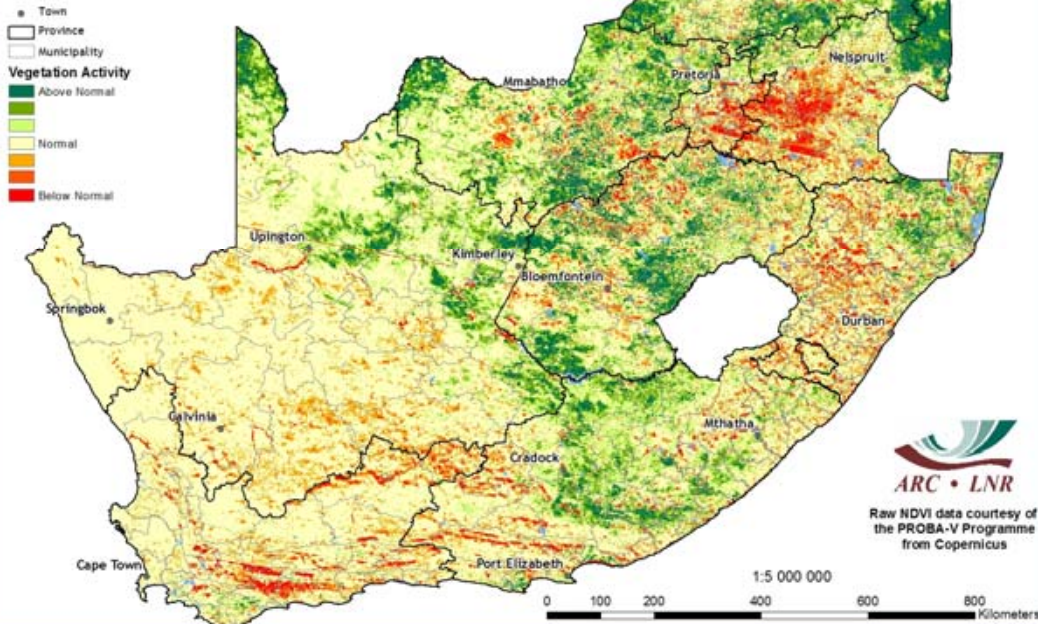 Town
Province
Municipality
Vegetation Activity
Above Normal
Normal
Below Normal
Nelspruit
Pretoria
Mmabatho
Upington
Kimberley
Bloemfontein
Springbok
Durban
Calvinia
Mthatha
Cradock
ARC • LNR
Raw NDVI data courtesy of
the PROBA-V Programme
from Copernicus
Cape Town
Port Elizabeth
1:5 000 000
0 100 200 400 600 800
Kilometers